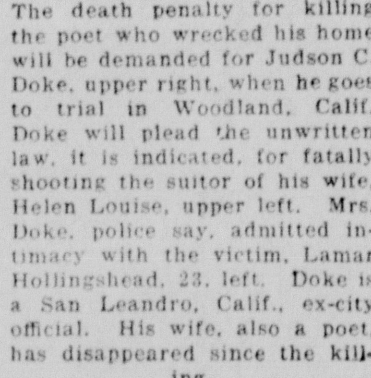 The death penalty for killing
the poet who wrecked his home
will be demanded for Judson C
Doke, upper right, when he goes
to trial in Woodland, Calif.
Doke will plead the unwritten
law, it is indicated, for fatally
shooting the suitor of his wife,
Helen Louise, upper left. Mrs.
Doke, police say, admitted in-
timacy with the victim, Lamar
Hollingshead, 23, left. Doke is
a San Leandro, Calif., ex-city
official. His wife, also a poet,
has disappeared since the kill-
ing